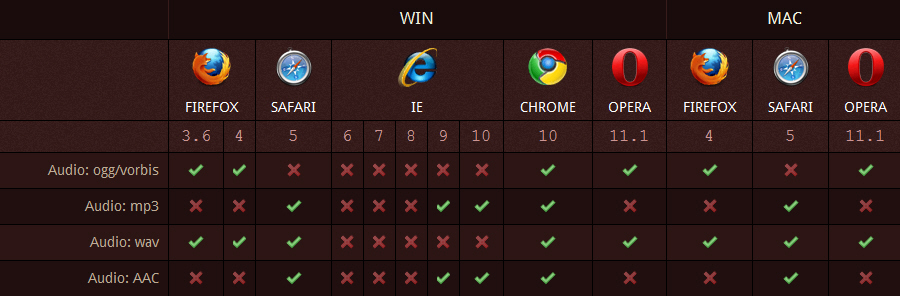 WIN MAC
FIREFOX SAFARI IE CHROME OPERA FIREFOX SAFARI OPERA
3.6 4 5 6 7 8 9 10 10 11.1 4 5 11.1
Audio: ogg/vorbis
Audio: mp3
Audio: wav
Audio: AAC